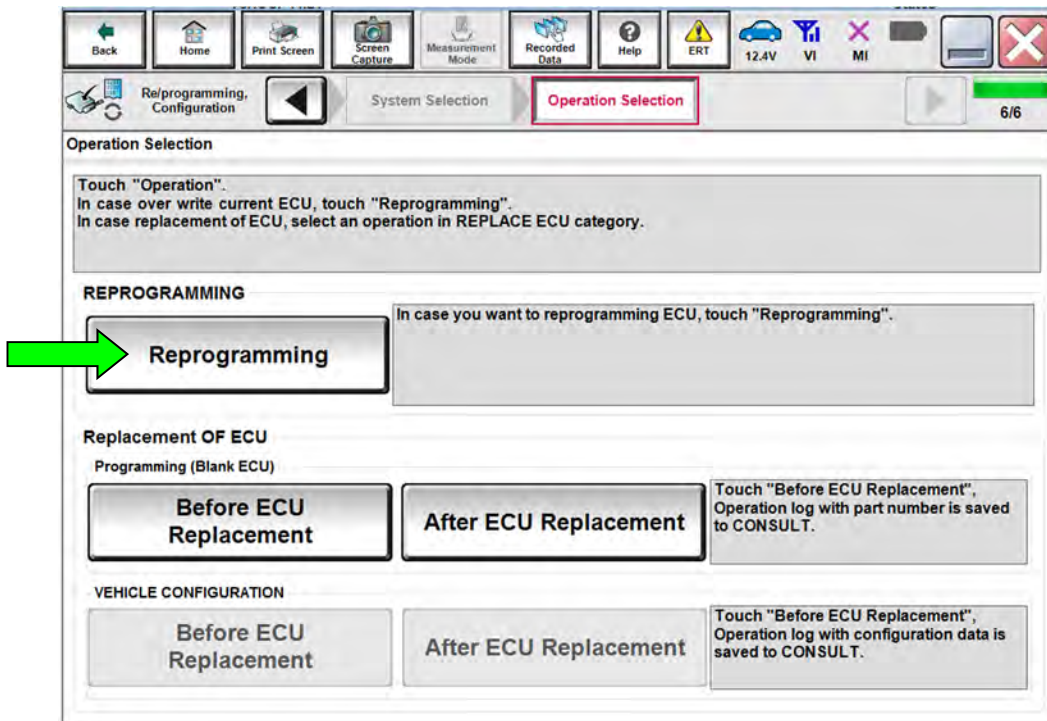 Back
Home
Print Screen
Screen
Capture
Measurement
Mode
Recorded
Data
Help
ERT
12.4V
VI
MI
Re/programming,
Configuration
System Selection
Operation Selection
6/6
Operation Selection
Touch "Operation".
In case over write current ECU, touch "Reprogramming".
In case replacement of ECU, select an operation in REPLACE ECU category.
REPROGRAMMING
Reprogramming
In case you want to reprogramming ECU, touch "Reprogramming".
Replacement OF ECU
Programming (Blank ECU)
Before ECU
Replacement
After ECU Replacement
Touch "Before ECU Replacement",
Operation log with part number is saved
to CONSULT.
VEHICLE CONFIGURATION
Before ECU
Replacement
After ECU Replacement
Touch "Before ECU Replacement",
Operation log with configuration data is
saved to CONSULT.